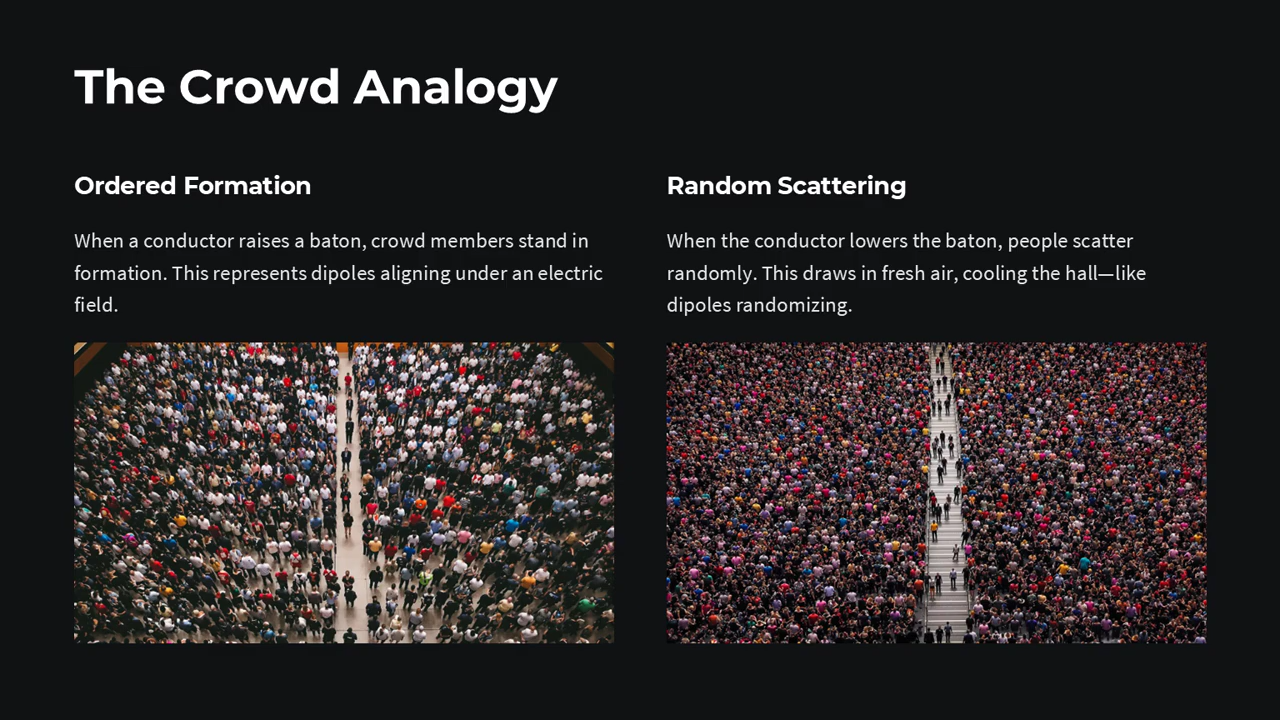 The Crowd Analogy
Ordered Formation
When a conductor raises a baton, crowd members stand in
formation. This represents dipoles aligning under an electric
field.
Random Scattering
When the conductor lowers the baton, people scatter
randomly. This draws in fresh air, cooling the hall—like
dipoles randomizing.